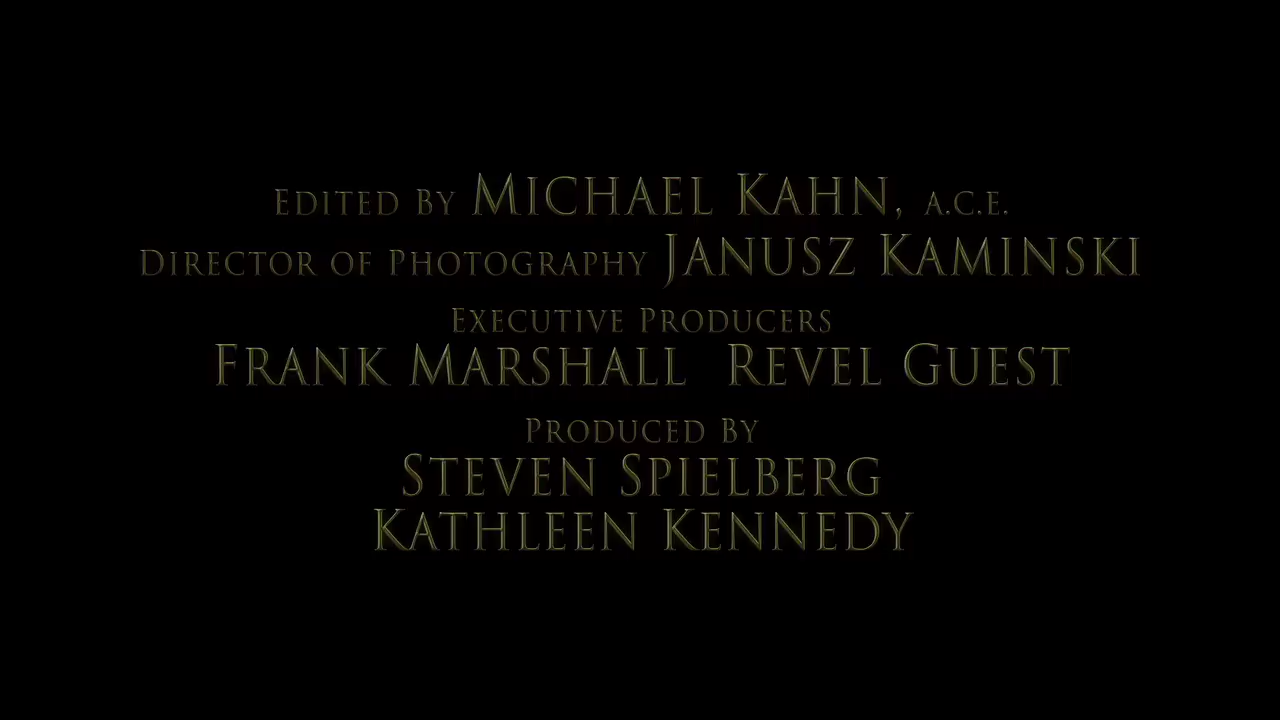 Edited By Michael Kahn, A.C.E.
Director of Photography Janusz Kaminski
Executive Producers
Frank Marshall Revel Guest
Produced By
Steven Spielberg
Kathleen Kennedy